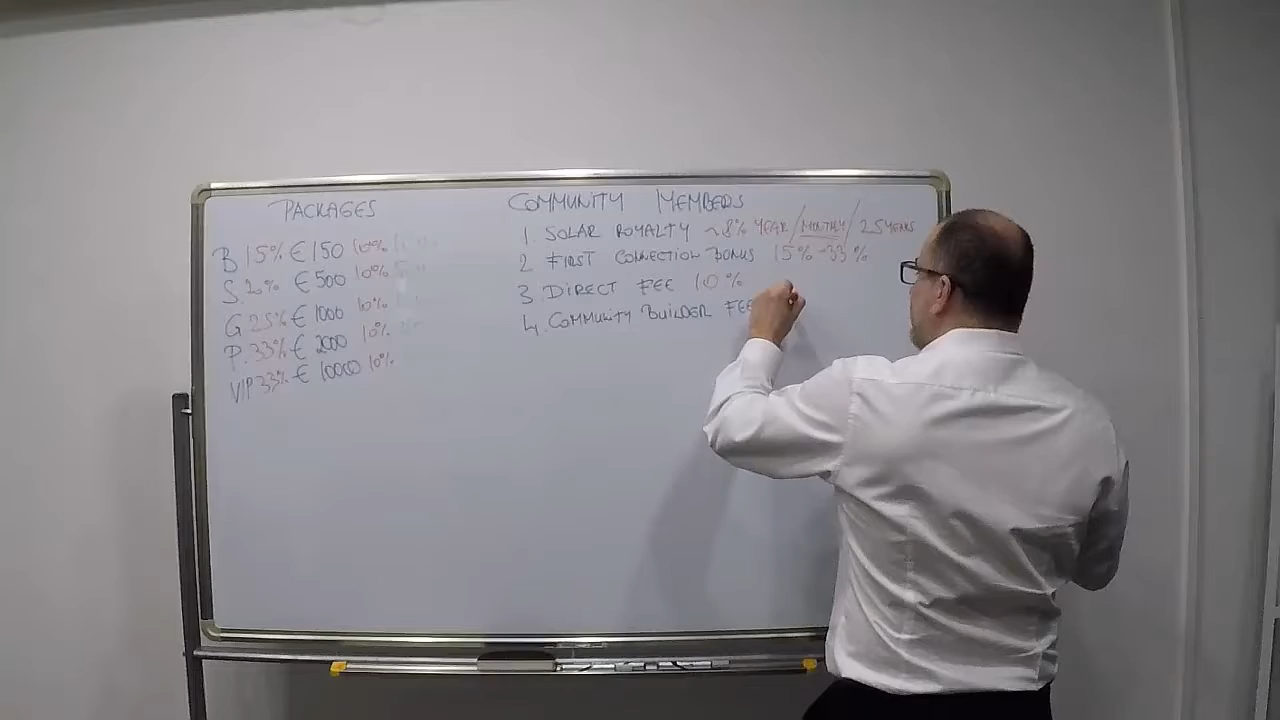 PACKAGES
B 15% € 150 10%
S. 20% € 500 10%
G 25% € 1000 10%
P. 33% € 2000 10%
VIP 33% € 10000 10%
COMMUNITY MEMBERS
1. SOLAR ROYALTY ~8% YEAR/MONTHLY/25 YEARS
2 FIRST CONNECTION BONUS 15% - 33%
3. DIRECT FEE 10%
4. COMMUNITY BUILDER FEE